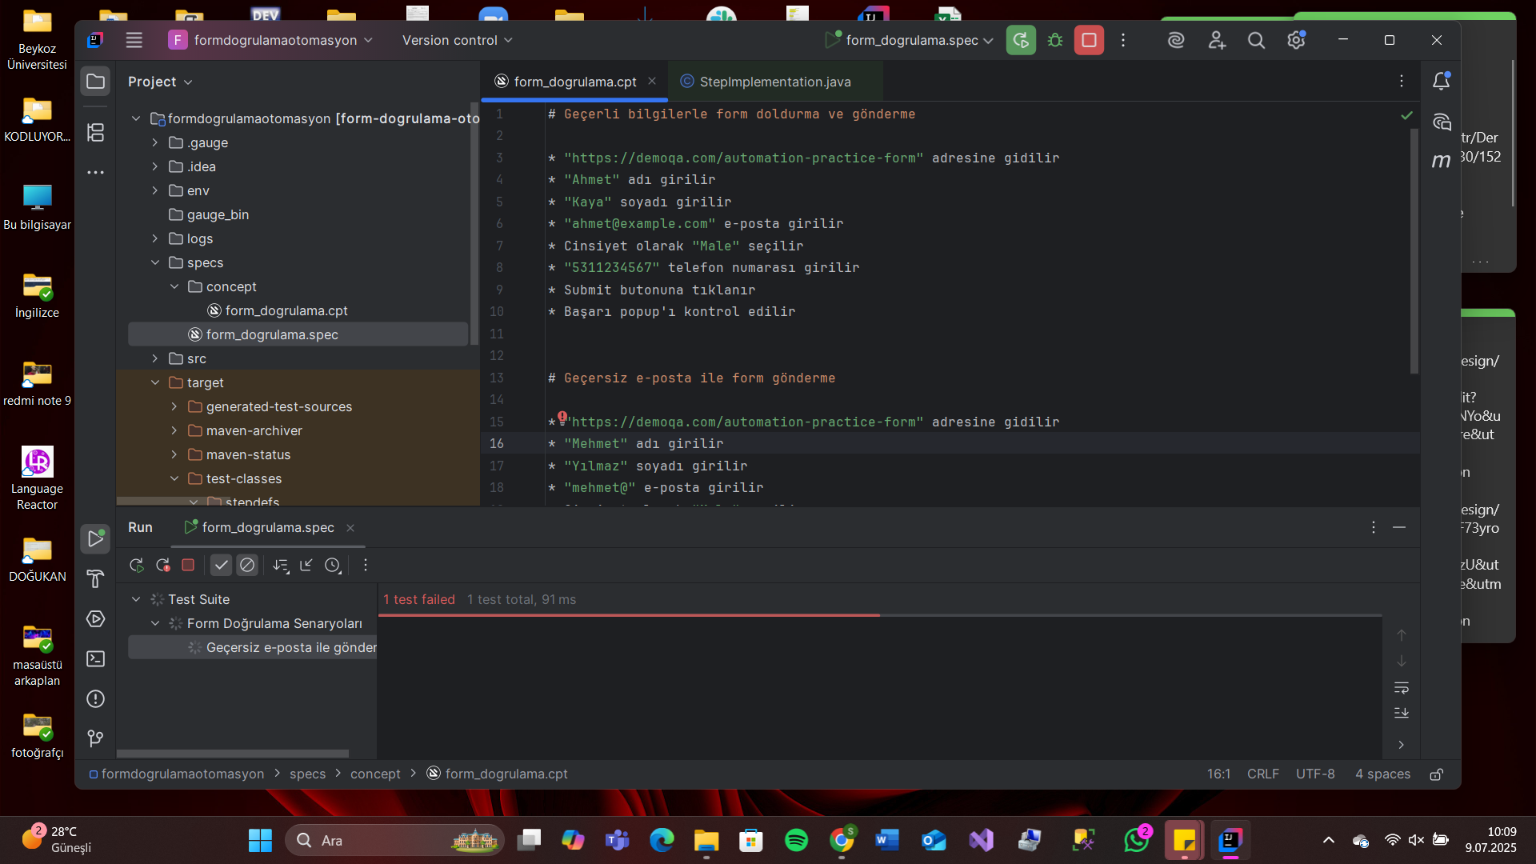 Beykoz
Üniversitesi
KODLUYOR...
Bu bilgisayar
İngilizce
redmi note 9
Language
Reactor
DOĞUKAN
masaüstü
arkaplan
fotoğrafçı
DEV
F formdogrulamaotomasyon
Version control
form_dogrulama.spec
Project
formdogrulamaotomasyon [form-dogrulama-oto
.gauge
.idea
env
gauge_bin
logs
specs
concept
form_dogrulama.cpt
form_dogrulama.spec
src
target
generated-test-sources
maven-archiver
maven-status
test-classes
stepdefs
form_dogrulama.cpt
StepImplementation.java
1 # Geçerli bilgilerle form doldurma ve gönderme
2
3 * "https://demoqa.com/automation-practice-form" adresine gidilir
4 * "Ahmet" adı girilir
5 * "Kaya" soyadı girilir
6 * "ahmet@example.com" e-posta girilir
7 * Cinsiyet olarak "Male" seçilir
8 * "5311234567" telefon numarası girilir
9 * Submit butonuna tıklanır
10 * Başarı popup'ı kontrol edilir
11
12
13 # Geçersiz e-posta ile form gönderme
14
15 * "https://demoqa.com/automation-practice-form" adresine gidilir
16 * "Mehmet" adı girilir
17 * "Yılmaz" soyadı girilir
18 * "mehmet@" e-posta girilir
m
Run
form_dogrulama.spec
Test Suite
Form Doğrulama Senaryoları
Geçersiz e-posta ile gönder
1 test failed 1 test total, 91 ms
formdogrulamaotomasyon > specs > concept > form_dogrulama.cpt
16:1 CRLF UTF-8 4 spaces
tr/Der
30/152
e
...
esign/
dit?
NYo&u
re&ut
on
esign/
F73yro
zU&ut
e&utm
on
2
28°C
Güneşli
Ara
S
2
10:09
9.07.2025